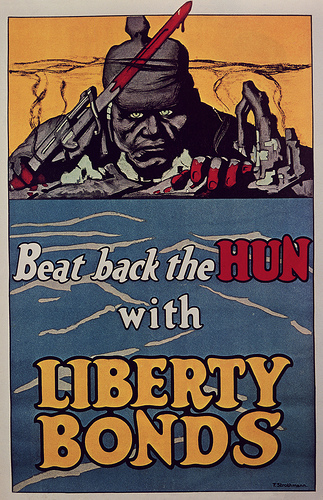 Beat back the HUN
with
LIBERTY
BONDS